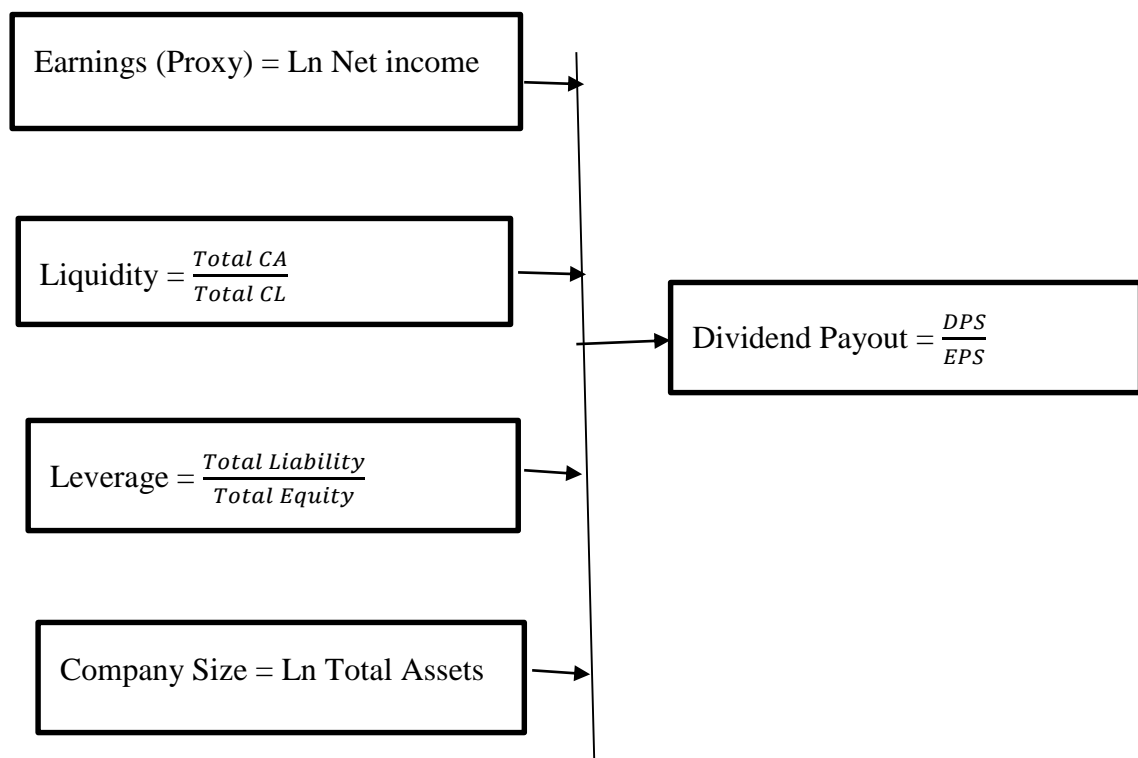 Earnings (Proxy) = Ln Net income
Liquidity = Total CA / Total CL
Dividend Payout = DPS / EPS
Leverage = Total Liability / Total Equity
Company Size = Ln Total Assets